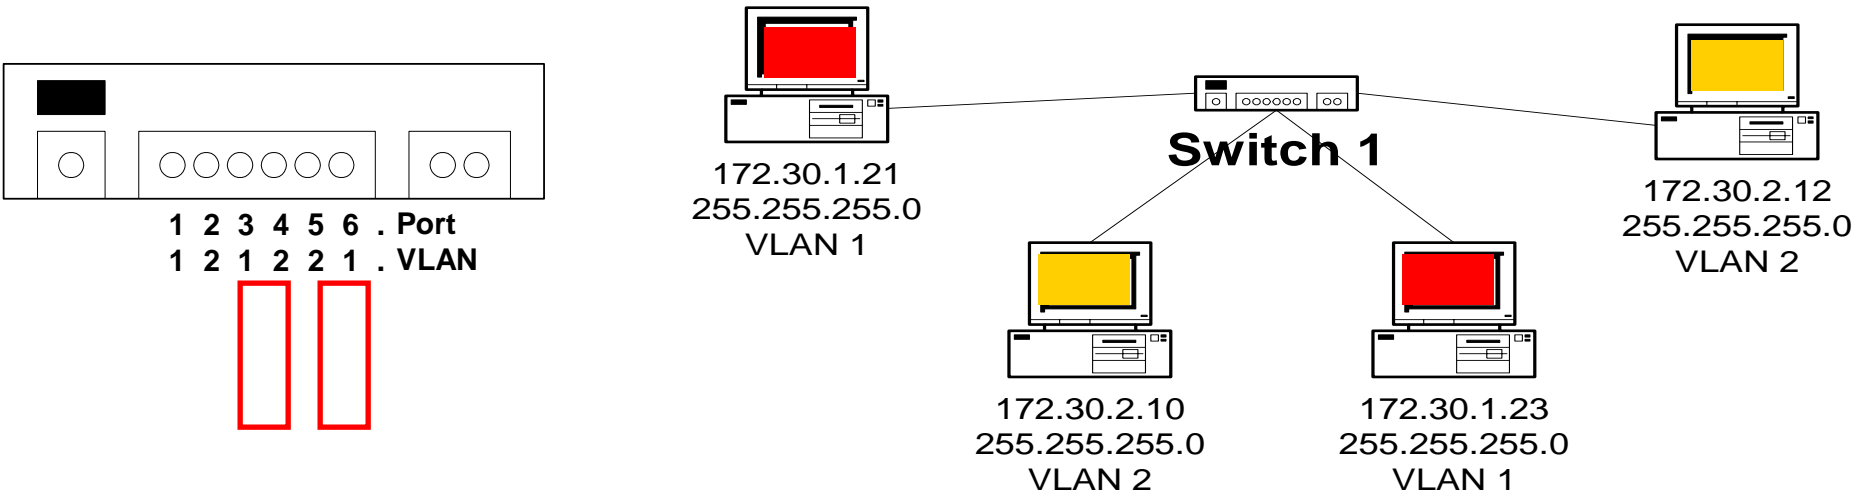 1 2 3 4 5 6 . Port
1 2 1 2 2 1 . VLAN
172.30.1.21
255.255.255.0
VLAN 1
Switch 1
172.30.2.12
255.255.255.0
VLAN 2
172.30.2.10
255.255.255.0
VLAN 2
172.30.1.23
255.255.255.0
VLAN 1